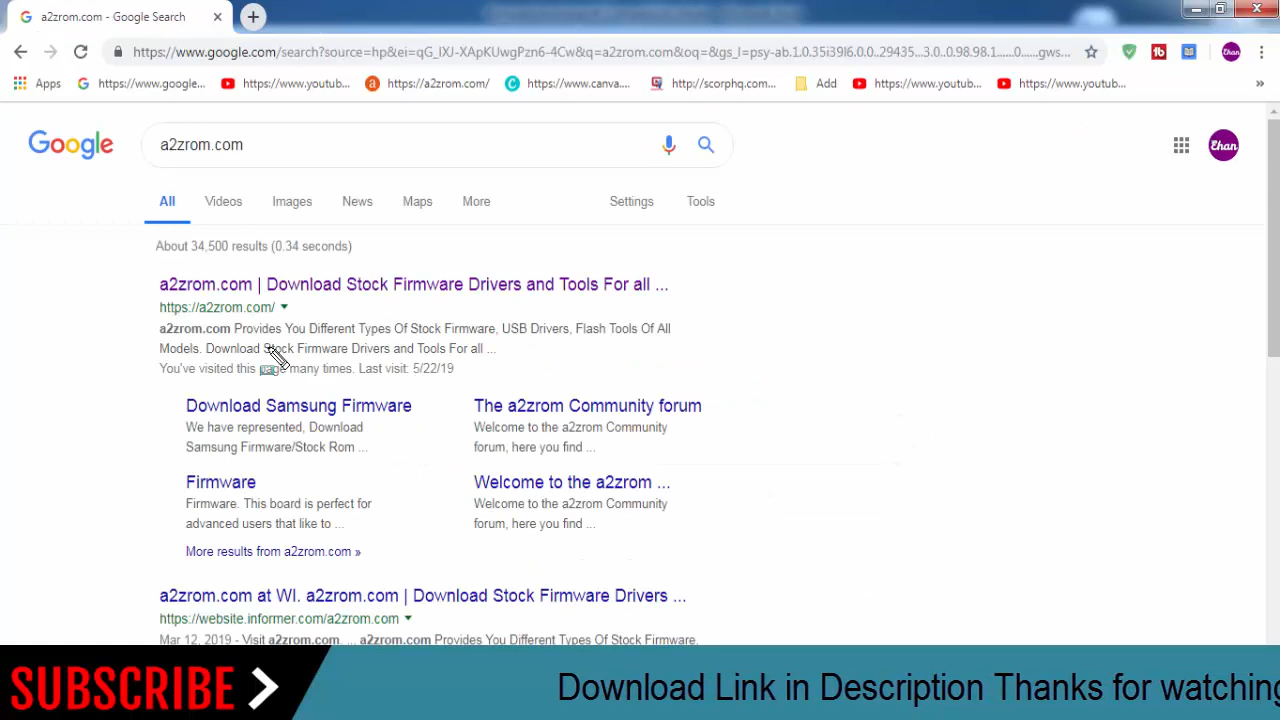 a2zrom.com - Google Search
https://www.google.com/search?source=hp&ei=qG_IXJ-XApKUwgPzn6-4Cw&q=a2zrom.com&oq=&gs_l=psy-ab.1.0.35i39l6.0.0..29435...3.0..0.98.98.1......0....gws...
Apps https://www.google... https://www.youtub... https://a2zrom.com/ https://www.canva.... http://scorphq.com... Add https://www.youtub... https://www.youtub... »
Google a2zrom.com Ehan
All Videos Images News Maps More Settings Tools
About 34,500 results (0.34 seconds)
a2zrom.com | Download Stock Firmware Drivers and Tools For all ...
https://a2zrom.com/
a2zrom.com Provides You Different Types Of Stock Firmware, USB Drivers, Flash Tools Of All
Models. Download Stock Firmware Drivers and Tools For all ...
You've visited this page many times. Last visit: 5/22/19
Download Samsung Firmware
We have represented, Download
Samsung Firmware/Stock Rom ...
The a2zrom Community forum
Welcome to the a2zrom Community
forum, here you find ...
Firmware
Firmware. This board is perfect for
advanced users that like to ...
Welcome to the a2zrom ...
Welcome to the a2zrom Community
forum, here you find ...
More results from a2zrom.com »
a2zrom.com at WI. a2zrom.com | Download Stock Firmware Drivers ...
https://website.informer.com/a2zrom.com
Mar 12, 2019 - Visit a2zrom.com. ... a2zrom.com Provides You Different Types Of Stock Firmware,
SUBSCRIBE
Download Link in Description Thanks for watching